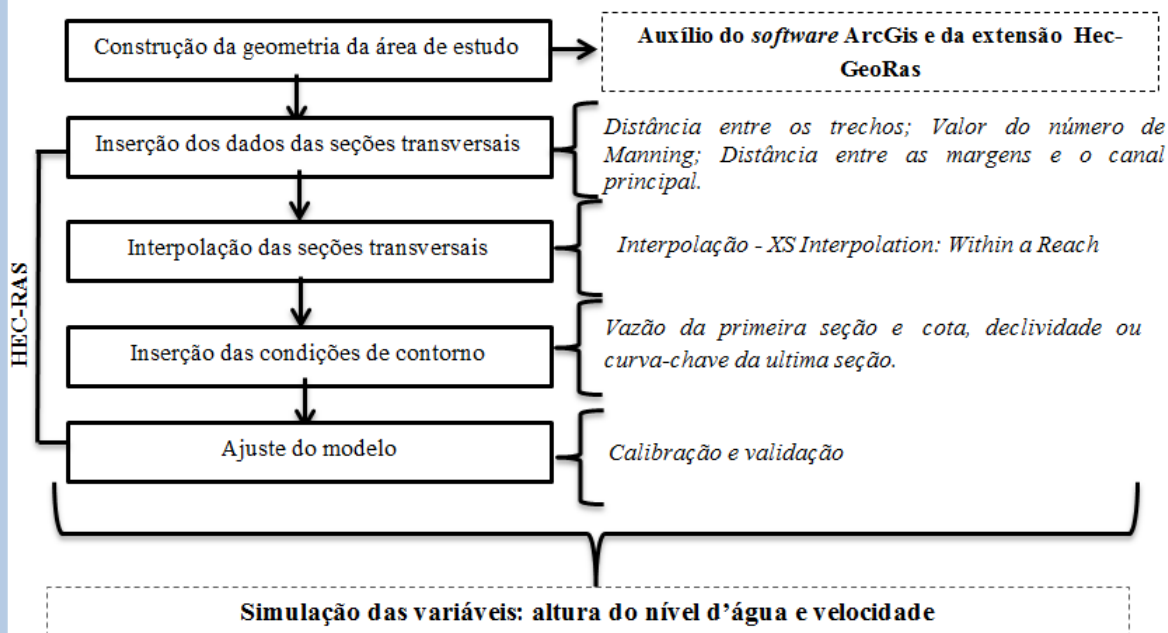 Construção da geometria da área de estudo
Auxílio do software ArcGis e da extensão Hec-
GeoRas
Inserção dos dados das seções transversais
Distância entre os trechos; Valor do número de
Manning; Distância entre as margens e o canal
principal.
Interpolação das seções transversais
Interpolação - XS Interpolation: Within a Reach
HEC-RAS
Inserção das condições de contorno
Vazão da primeira seção e cota, declividade ou
curva-chave da ultima seção.
Ajuste do modelo
Calibração e validação
Simulação das variáveis: altura do nível d’água e velocidade